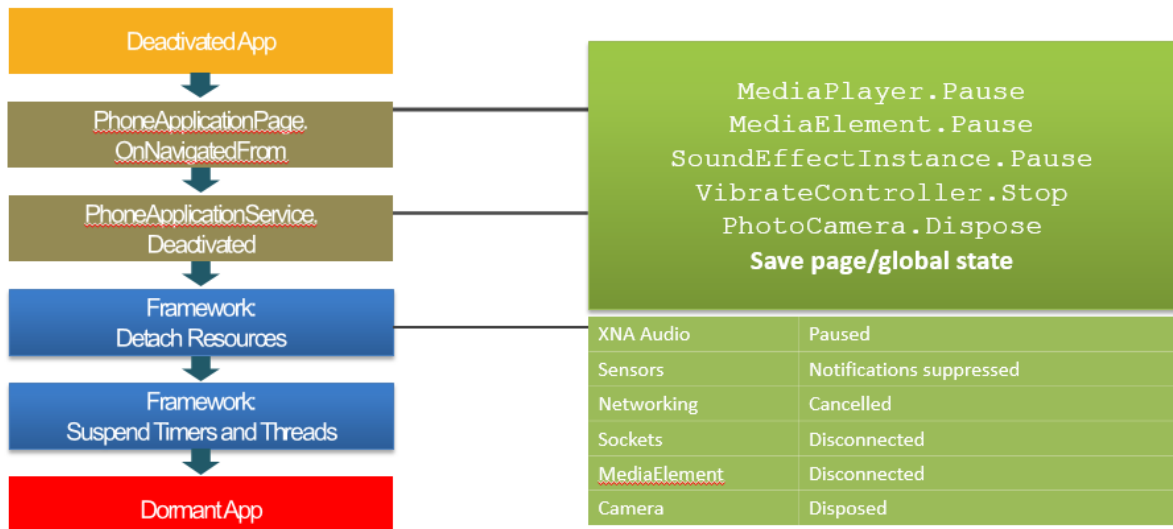 Deactivated App
PhoneApplicationPage.
OnNavigatedFrom
PhoneApplicationService.
Deactivated
Framework:
Detach Resources
Framework:
Suspend Timers and Threads
Dormant App
MediaPlayer.Pause
MediaElement.Pause
SoundEffectInstance.Pause
VibrateController.Stop
PhotoCamera.Dispose
Save page/global state
XNA Audio Paused
Sensors Notifications suppressed
Networking Cancelled
Sockets Disconnected
MediaElement Disconnected
Camera Disposed